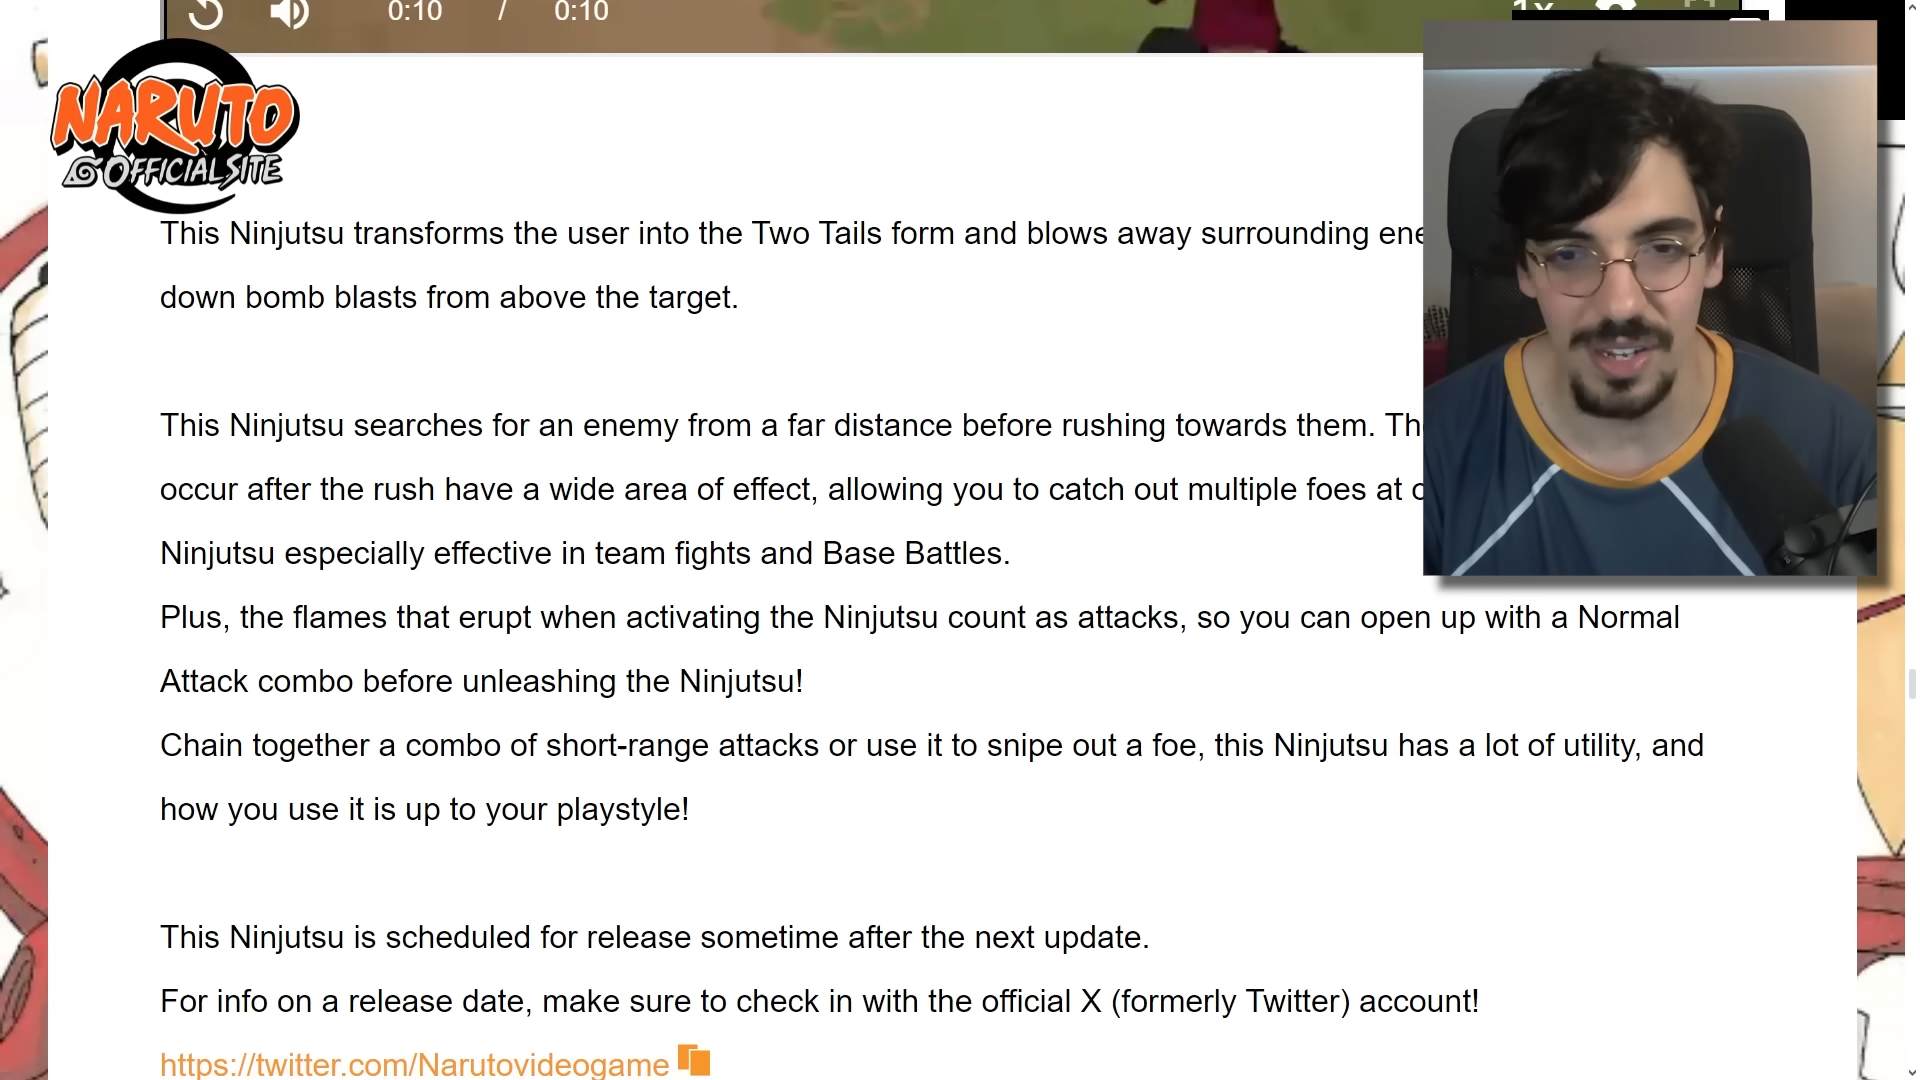 0:10 / 0:10
1x
NARUTO
OFFICIAL SITE
This Ninjutsu transforms the user into the Two Tails form and blows away surrounding
down bomb blasts from above the target.
This Ninjutsu searches for an enemy from a far distance before rushing towards them.
occur after the rush have a wide area of effect, allowing you to catch out multiple foes at
Ninjutsu especially effective in team fights and Base Battles.
Plus, the flames that erupt when activating the Ninjutsu count as attacks, so you can open up with a Normal
Attack combo before unleashing the Ninjutsu!
Chain together a combo of short-range attacks or use it to snipe out a foe, this Ninjutsu has a lot of utility, and
how you use it is up to your playstyle!
This Ninjutsu is scheduled for release sometime after the next update.
For info on a release date, make sure to check in with the official X (formerly Twitter) account!
https://twitter.com/Narutovideogame